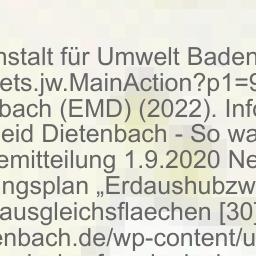 nstalt für Umwelt Baden
ets.jw.MainAction?p1=9
bach (EMD) (2022). Info
eid Dietenbach - So wa
emitteilung 1.9.2020 Ne
ngsplan „Erdaushubzw
ausgleichsflaechen [30]
enbach.de/wp-content/u